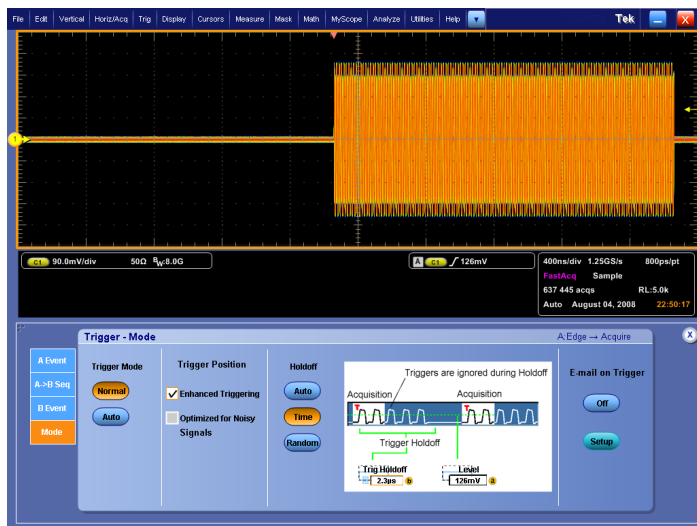 File Edit Vertical Horiz/Acq Trig Display Cursors Measure Mask Math MyScope Analyze Utilities Help Tek X
1
C1 90.0mV/div 50Ω BW:8.0G
A C1 126mV
400ns/div 1.25GS/s 800ps/pt
FastAcq Sample
637 445 acqs RL:5.0k
Auto August 04, 2008 22:50:17
Trigger - Mode A:Edge → Acquire X
A Event
A->B Seq
B Event
Mode
Trigger Mode
Normal
Auto
Trigger Position
Enhanced Triggering
Optimized for Noisy
Signals
Holdoff
Auto
Time
Random
Triggers are ignored during Holdoff
Acquisition Acquisition
T T
Trigger Holdoff
Trig Holdoff Level
2.3µs b 126mV a
E-mail on Trigger
Off
Setup